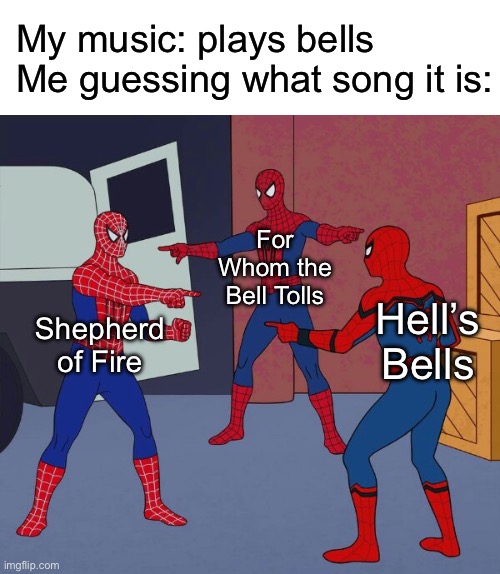 My music: plays bells
Me guessing what song it is:
For
Whom the
Bell Tolls
Shepherd
of Fire
Hell’s
Bells
imgflip.com